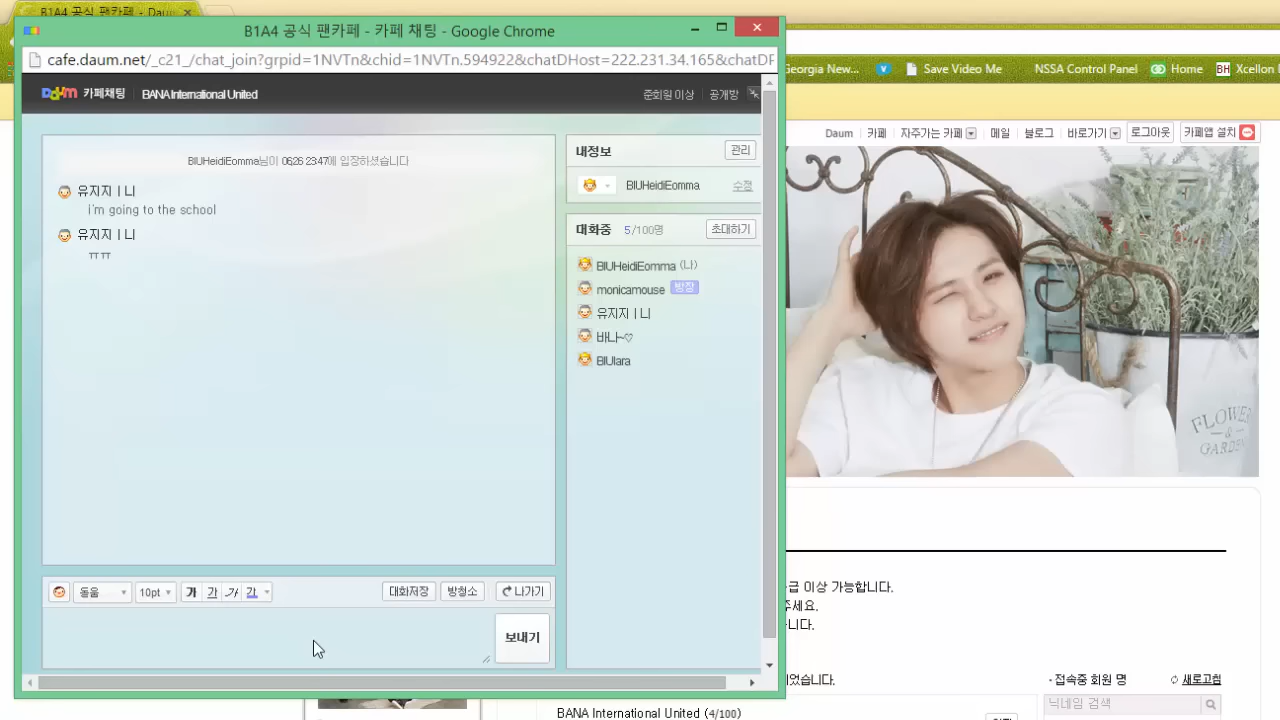 B1A4 공식 팬카페 - Dau
B1A4 공식 팬카페 - 카페 채팅 - Google Chrome
cafe.daum.net/_c21_/chat_join?grpid=1NVTn&chid=1NVTn.594922&chatDHost=222.231.34.165&chatDF
Georgia New...
Save Video Me
NSSA Control Panel
Home
BH
Xcellon
Daum 카페채팅 BANA International United
준회원 이상
공개방
Daum
카페
자주가는 카페
메일
블로그
바로가기
로그아웃
카페앱 설치
BIUHeidiEomma님이 06.26 23:47에 입장하셨습니다
유지지ㅣ니
i'm going to the school
유지지ㅣ니
ㅠㅠ
내정보
관리
BIUHeidiEomma
수정
대화중
5/100명
초대하기
BIUHeidiEomma (나)
monicamouse 방장
유지지ㅣ니
바나~♡
BIUlara
FLOWER
&
GARDEN
돋움
10pt
가 가 가 가
대화저장
방청소
나가기
보내기
급 이상 가능합니다.
주세요.
니다.
되었습니다.
- 접속중 회원 명
새로고침
BANA International United (4/100)
닉네임 검색